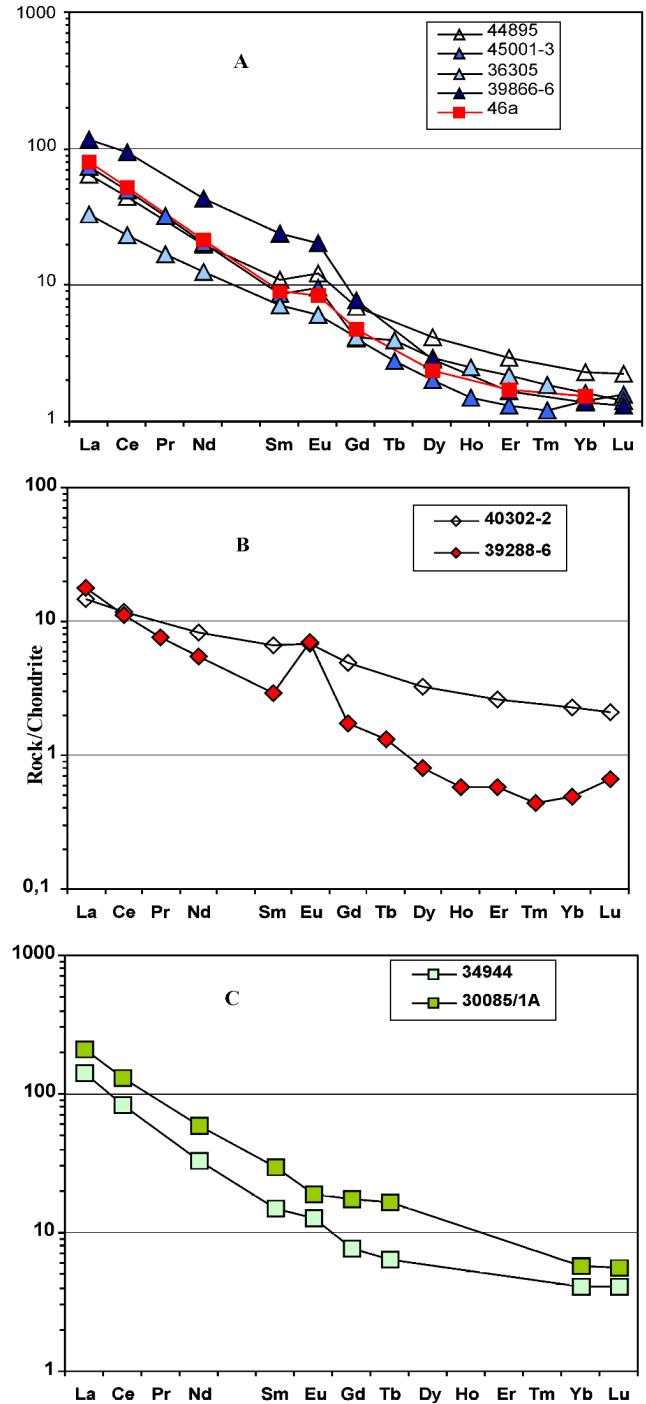 1000
100
10
1
A
44895
45001-3
36305
39866-6
46a
La Ce Pr Nd Sm Eu Gd Tb Dy Ho Er Tm Yb Lu
Rock/Chondrite
100
10
1
0,1
B
40302-2
39288-6
La Ce Pr Nd Sm Eu Gd Tb Dy Ho Er Tm Yb Lu
1000
100
10
1
C
34944
30085/1A
La Ce Pr Nd Sm Eu Gd Tb Dy Ho Er Tm Yb Lu